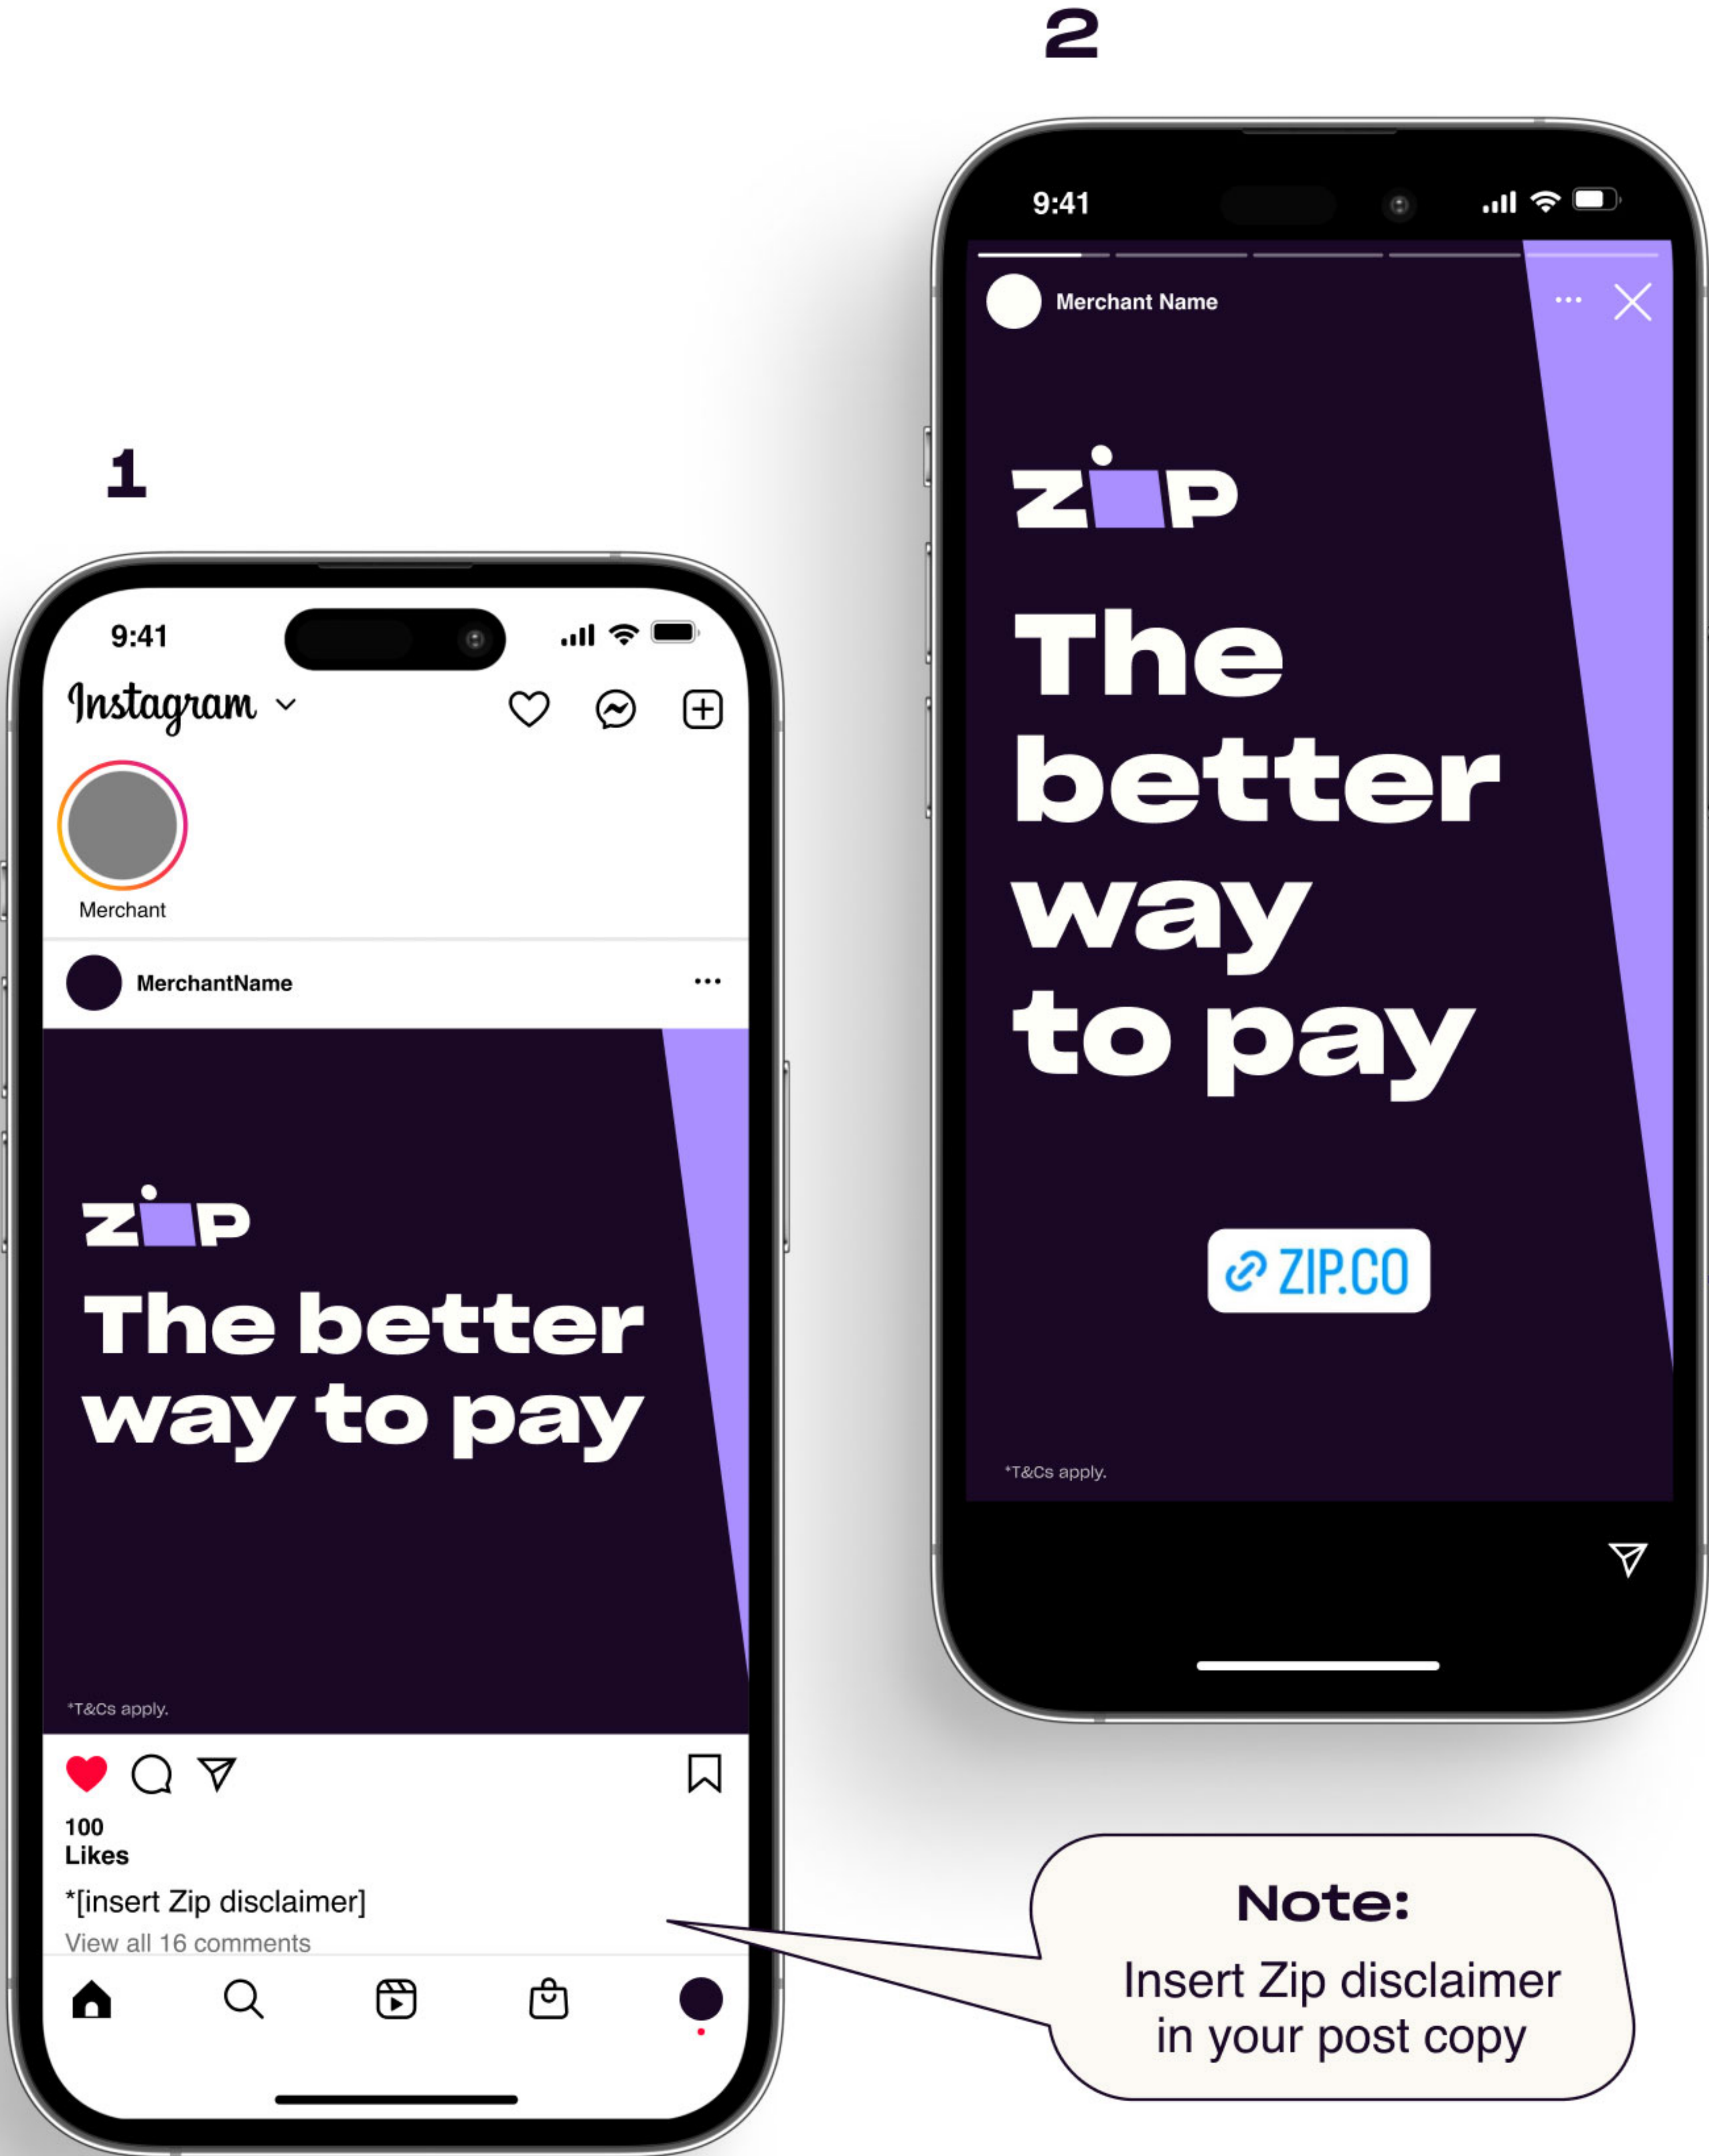 1
9:41
Instagram
Merchant
MerchantName
zip
The better
way to pay
*T&Cs apply.
100
Likes
*[insert Zip disclaimer]
View all 16 comments
2
9:41
Merchant Name
zip
The
better
way
to pay
ZIP.CO
*T&Cs apply.
Note:
Insert Zip disclaimer
in your post copy